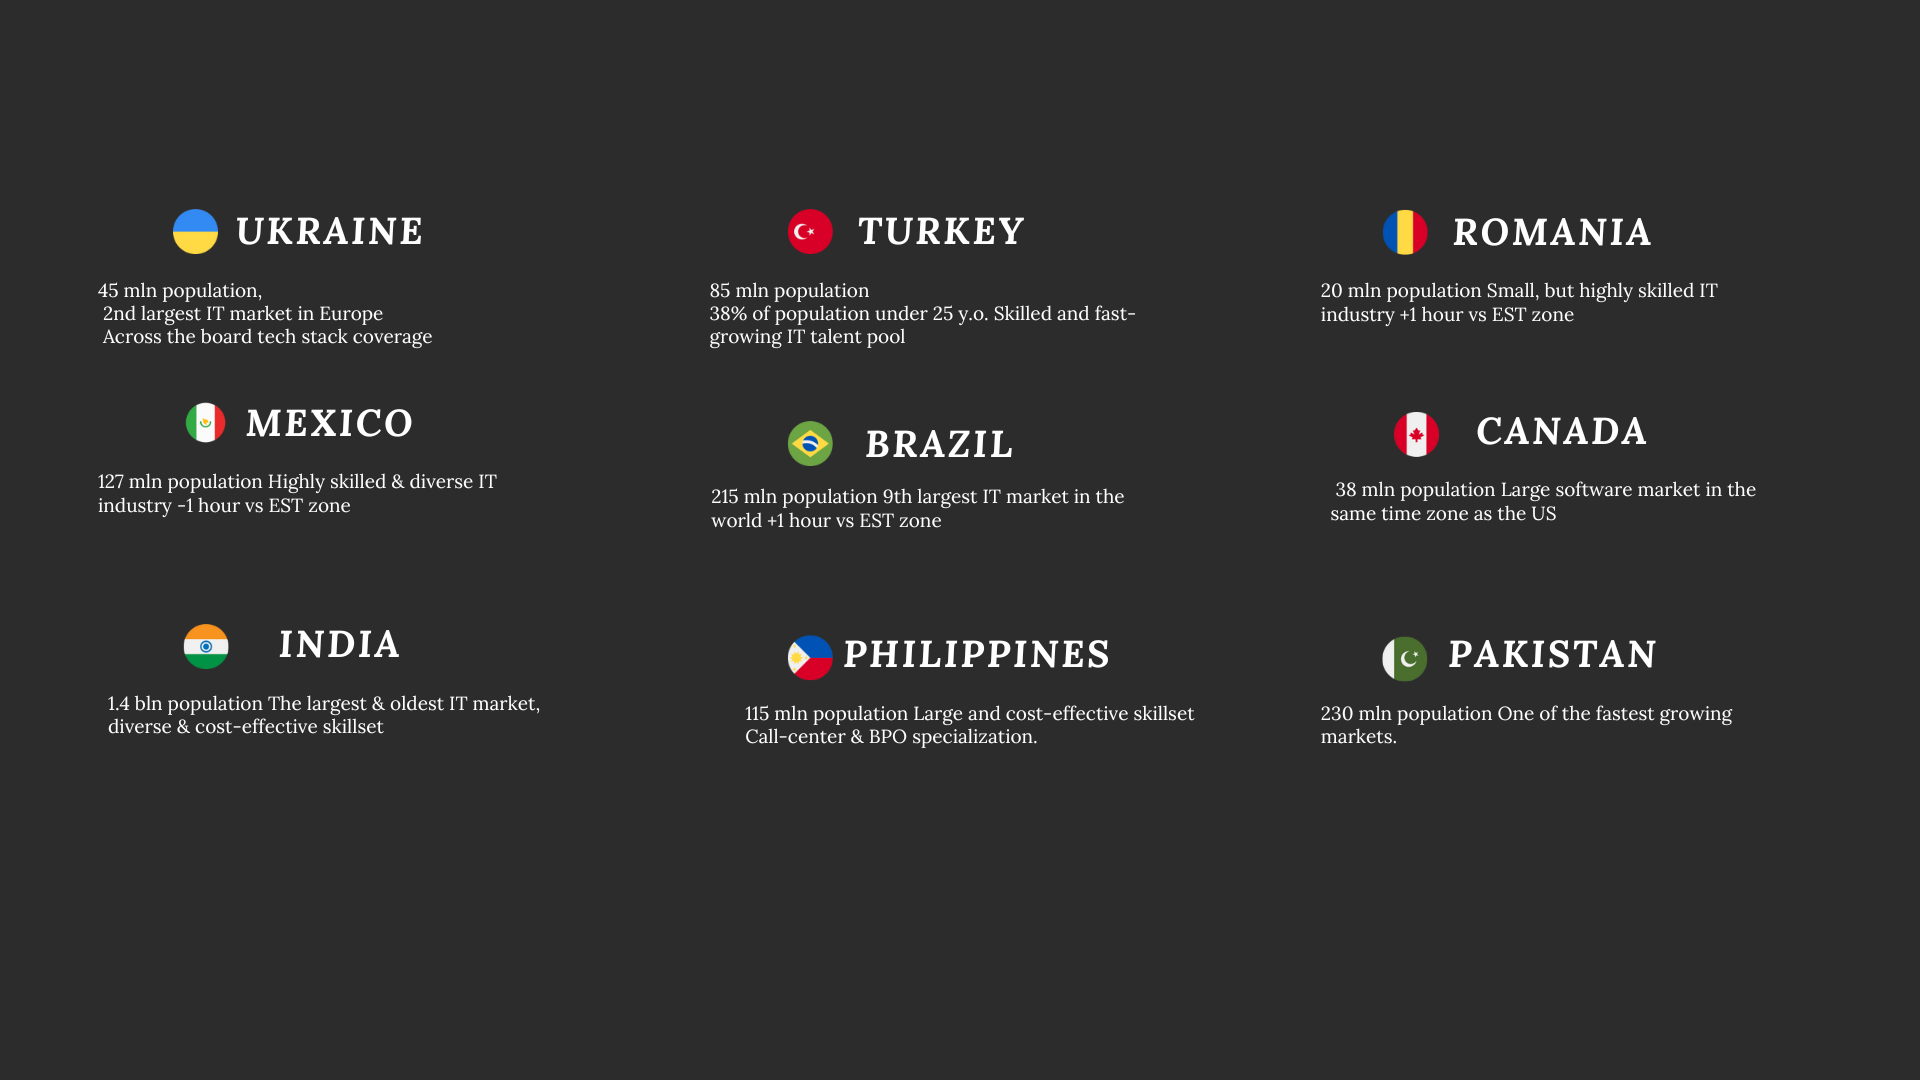 UKRAINE
45 mln population,
2nd largest IT market in Europe
Across the board tech stack coverage
TURKEY
85 mln population
38% of population under 25 y.o. Skilled and fast-
growing IT talent pool
ROMANIA
20 mln population Small, but highly skilled IT
industry +1 hour vs EST zone
MEXICO
127 mln population Highly skilled & diverse IT
industry -1 hour vs EST zone
BRAZIL
215 mln population 9th largest IT market in the
world +1 hour vs EST zone
CANADA
38 mln population Large software market in the
same time zone as the US
INDIA
1.4 bln population The largest & oldest IT market,
diverse & cost-effective skillset
PHILIPPINES
115 mln population Large and cost-effective skillset
Call-center & BPO specialization.
PAKISTAN
230 mln population One of the fastest growing
markets.